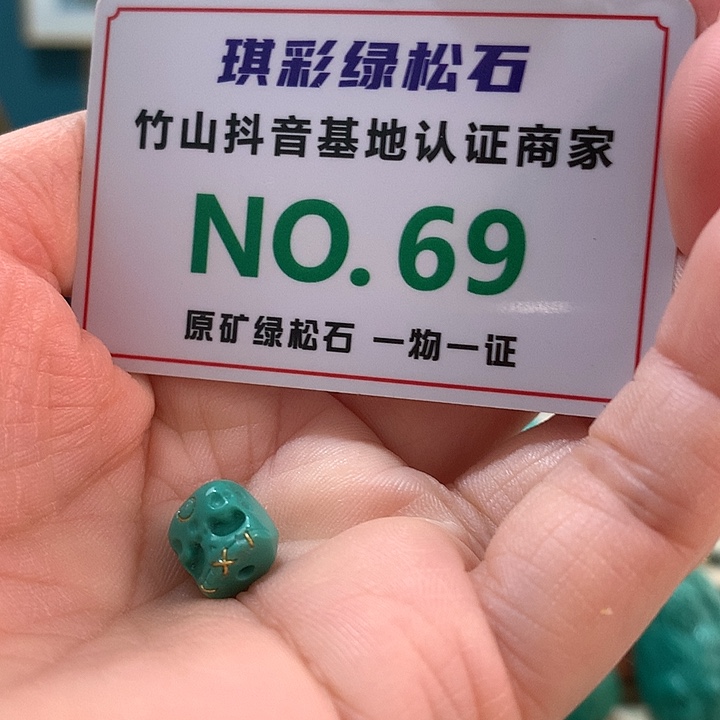 琪彩绿松石
竹山抖音基地认证商家
NO.69
原矿绿松石 一物一证